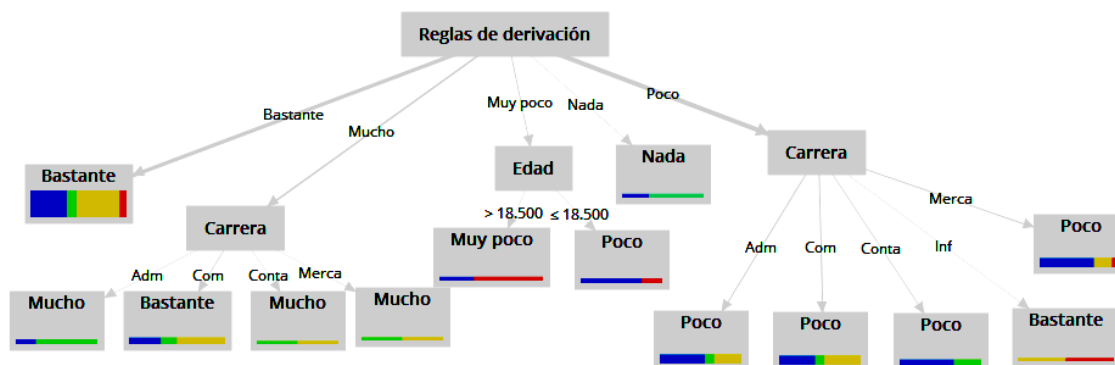 Reglas de derivación
Bastante
Mucho
Muy poco
Nada
Poco
Bastante
Edad
Nada
Carrera
> 18.500
≤ 18.500
Carrera
Muy poco
Poco
Merca
Poco
Adm
Com
Conta
Inf
Adm
Com
Conta
Merca
Mucho
Bastante
Mucho
Mucho
Poco
Poco
Poco
Bastante